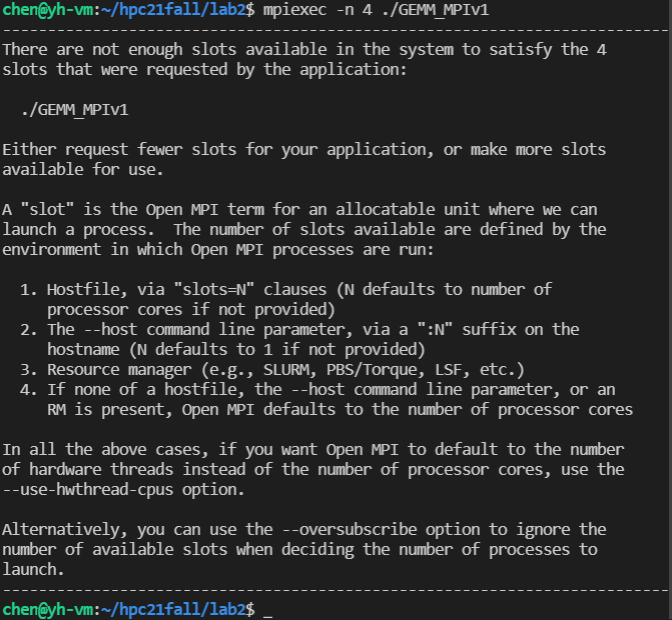 chen@yh-vm:~/hpc21fall/lab2$ mpiexec -n 4 ./GEMM_MPIv1
--------------------------------------------------------------------------
There are not enough slots available in the system to satisfy the 4
slots that were requested by the application:

  ./GEMM_MPIv1

Either request fewer slots for your application, or make more slots
available for use.

A "slot" is the Open MPI term for an allocatable unit where we can
launch a process.  The number of slots available are defined by the
environment in which Open MPI processes are run:

  1. Hostfile, via "slots=N" clauses (N defaults to number of
     processor cores if not provided)
  2. The --host command line parameter, via a ":N" suffix on the
     hostname (N defaults to 1 if not provided)
  3. Resource manager (e.g., SLURM, PBS/Torque, LSF, etc.)
  4. If none of a hostfile, the --host command line parameter, or an
     RM is present, Open MPI defaults to the number of processor cores

In all the above cases, if you want Open MPI to default to the number
of hardware threads instead of the number of processor cores, use the
--use-hwthread-cpus option.

Alternatively, you can use the --oversubscribe option to ignore the
number of available slots when deciding the number of processes to
launch.
--------------------------------------------------------------------------
chen@yh-vm:~/hpc21fall/lab2$ _